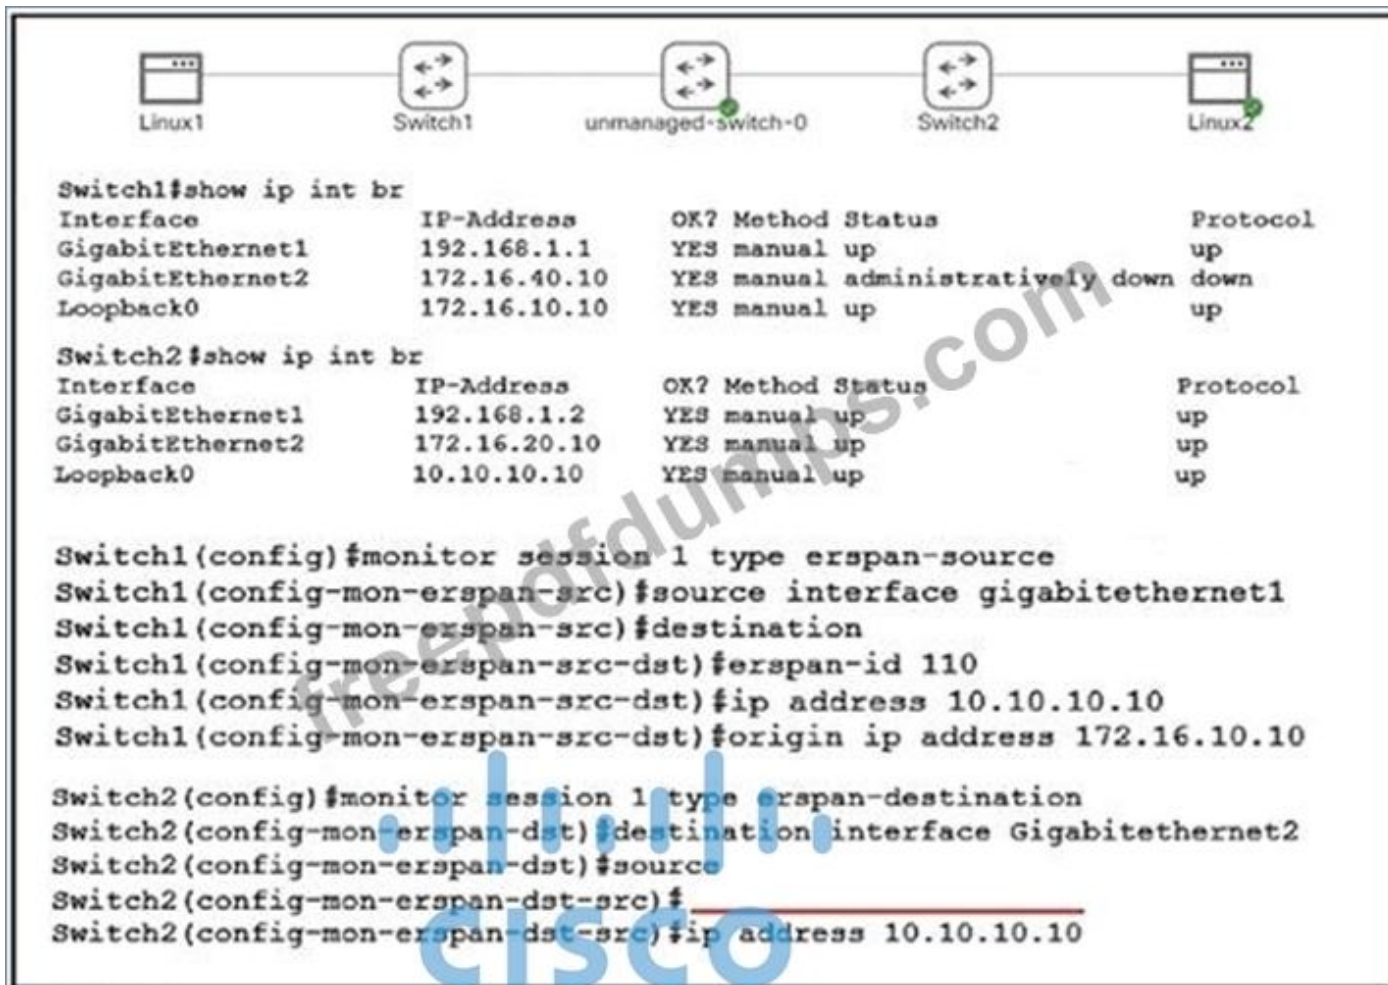 Linux1 Switch1 unmanaged-switch-0 Switch2 Linux2
Switch1#show ip int br
Interface IP-Address OK? Method Status Protocol
GigabitEthernet1 192.168.1.1 YES manual up up
GigabitEthernet2 172.16.40.10 YES manual administratively down down
Loopback0 172.16.10.10 YES manual up up
Switch2#show ip int br
Interface IP-Address OK? Method Status Protocol
GigabitEthernet1 192.168.1.2 YES manual up up
GigabitEthernet2 172.16.20.10 YES manual up up
Loopback0 10.10.10.10 YES manual up up
freepdfdumps.com
Switch1(config)#monitor session 1 type erspan-source
Switch1(config-mon-erspan-src)#source interface gigabitethernet1
Switch1(config-mon-erspan-src)#destination
Switch1(config-mon-erspan-src-dst)#erspan-id 110
Switch1(config-mon-erspan-src-dst)#ip address 10.10.10.10
Switch1(config-mon-erspan-src-dst)#origin ip address 172.16.10.10
Switch2(config)#monitor session 1 type erspan-destination
Switch2(config-mon-erspan-dst)#destination interface Gigabitethernet2
Switch2(config-mon-erspan-dst)#source
Switch2(config-mon-erspan-dst-src)#
Switch2(config-mon-erspan-dst-src)#ip address 10.10.10.10
cisco